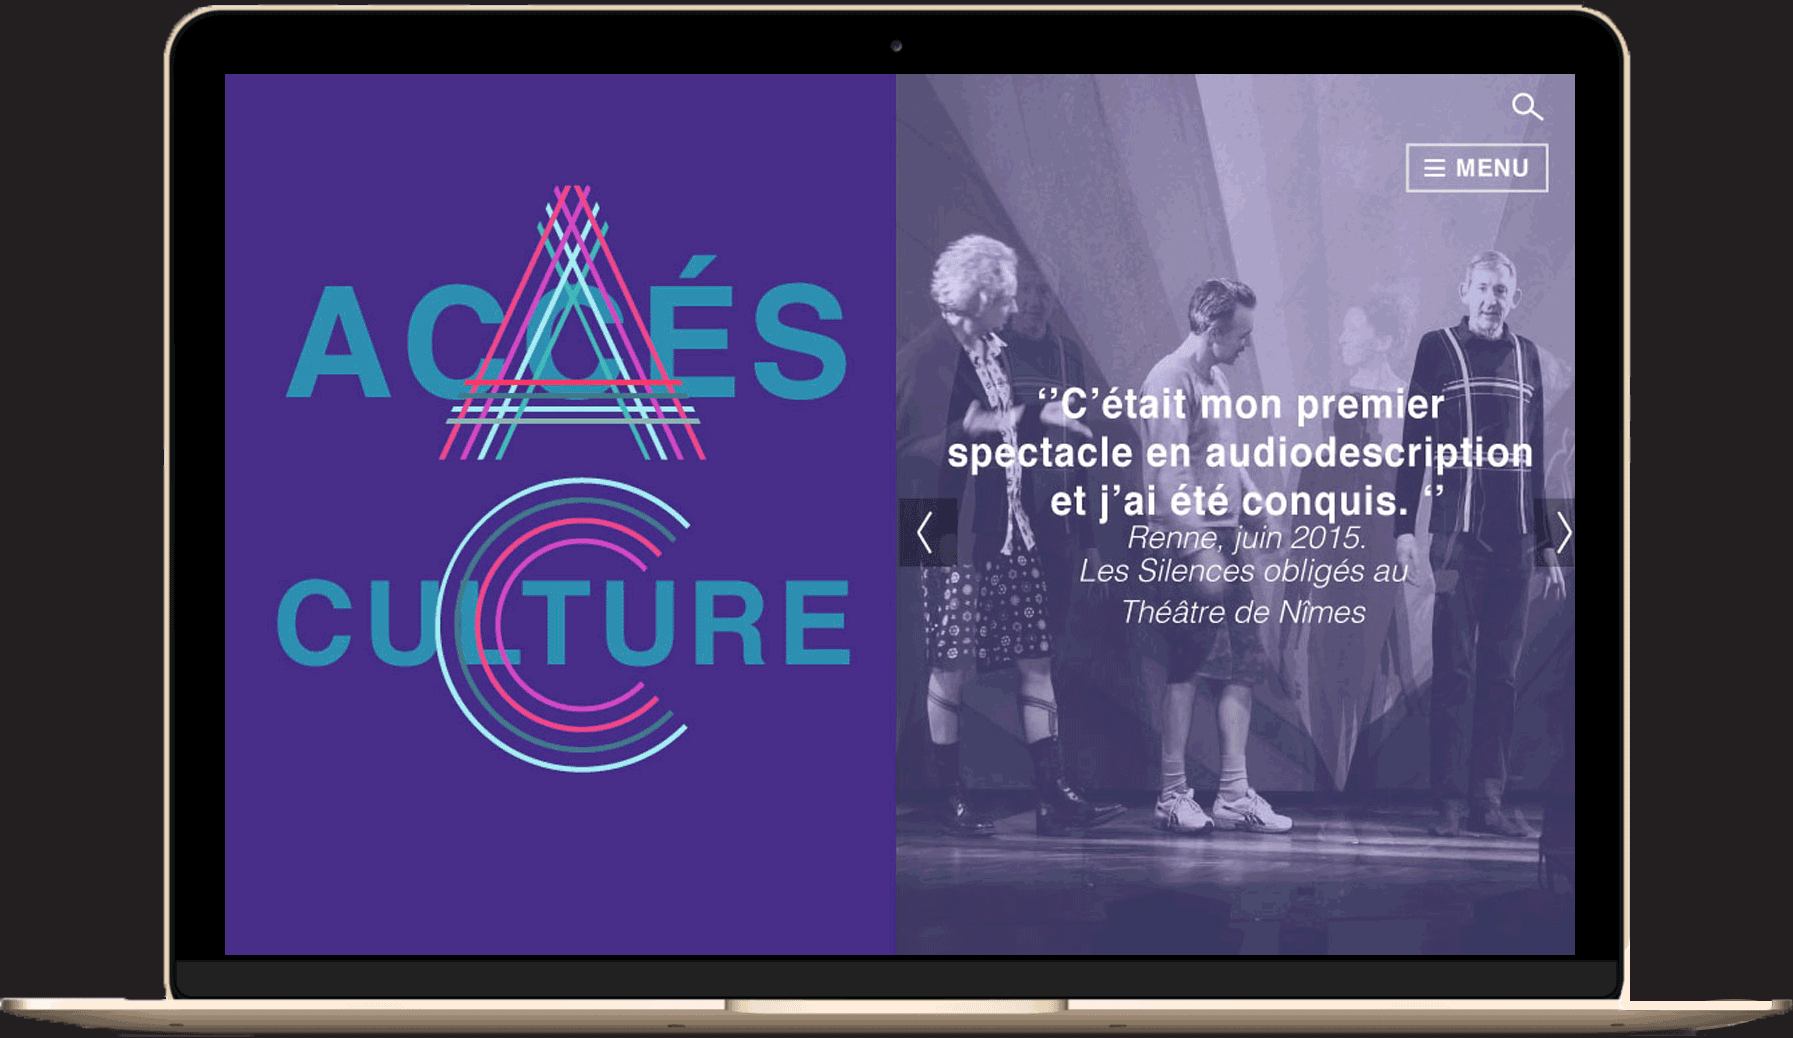 ACCÉS
CULTURE
MENU
‘’C’était mon premier
spectacle en audiodescription
et j’ai été conquis. ‘’
Renne, juin 2015.
Les Silences obligés au
Théâtre de Nîmes